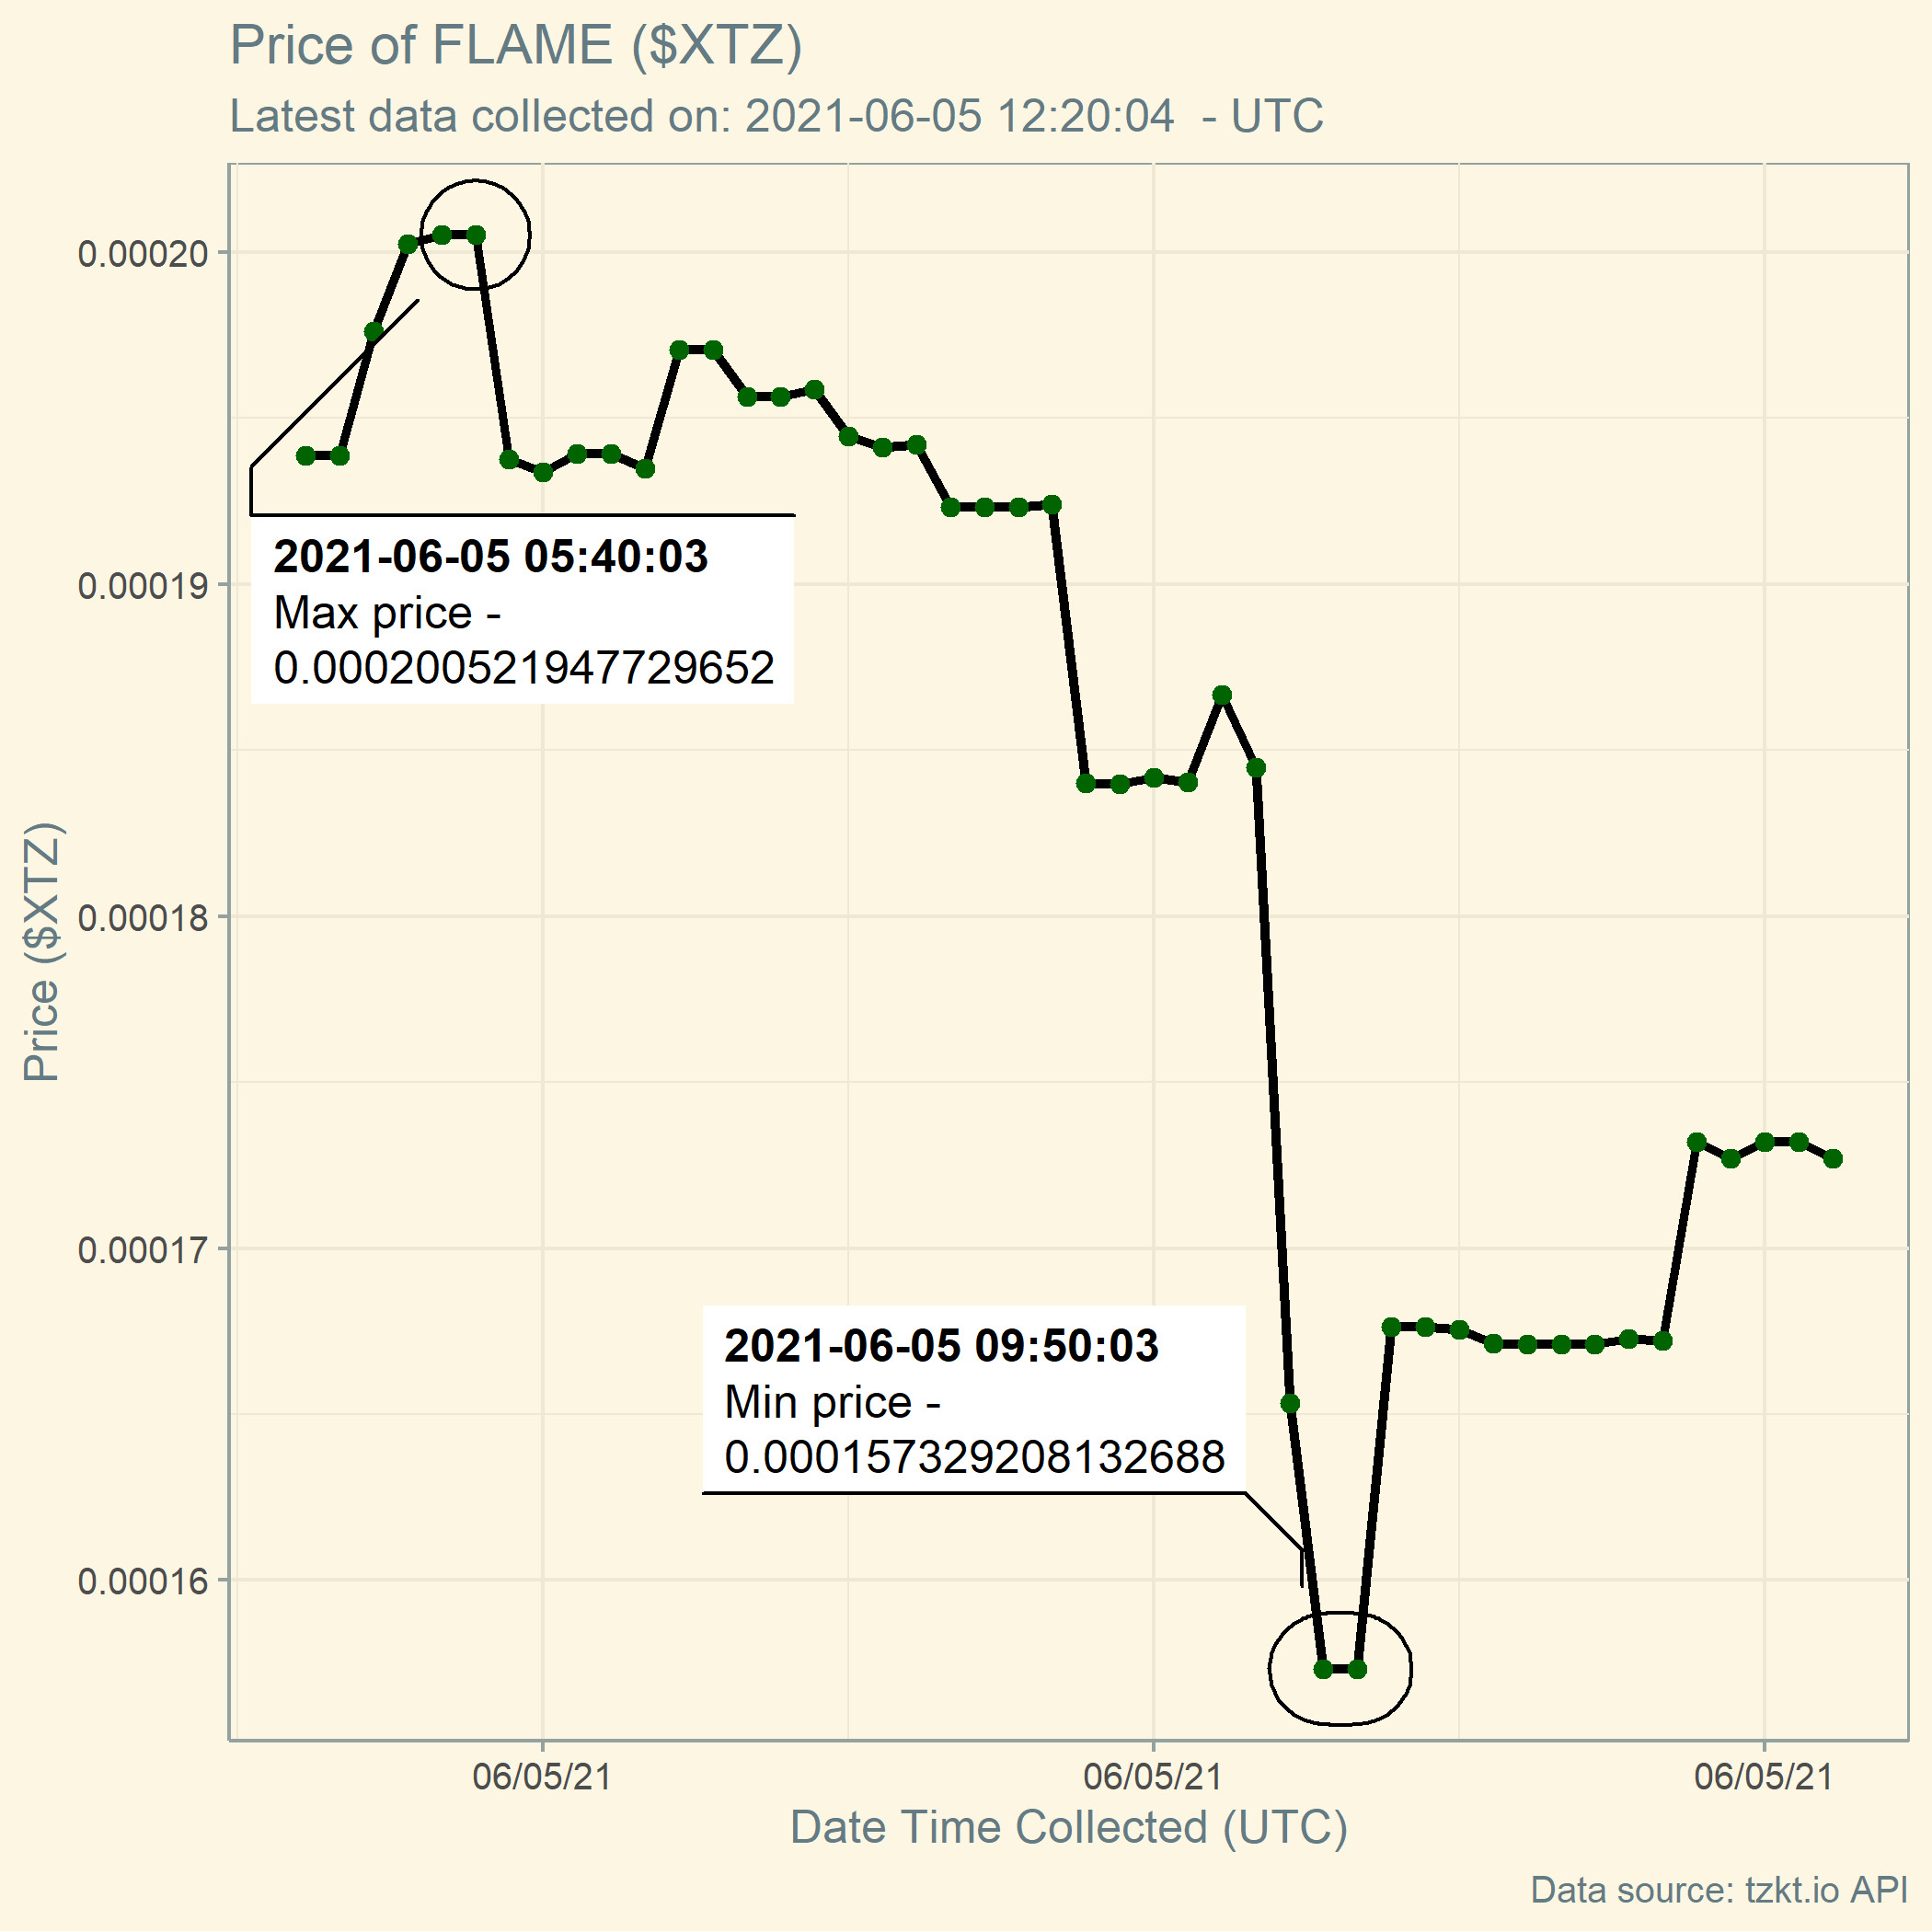 Price of FLAME ($XTZ)
Latest data collected on: 2021-06-05 12:20:04  - UTC
0.00020
0.00019
0.00018
0.00017
0.00016
Price ($XTZ)
2021-06-05 05:40:03
Max price -
0.0002005521947729652
2021-06-05 09:50:03
Min price -
0.0001573329208132688
06/05/21
06/05/21
06/05/21
Date Time Collected (UTC)
Data source: tzkt.io API